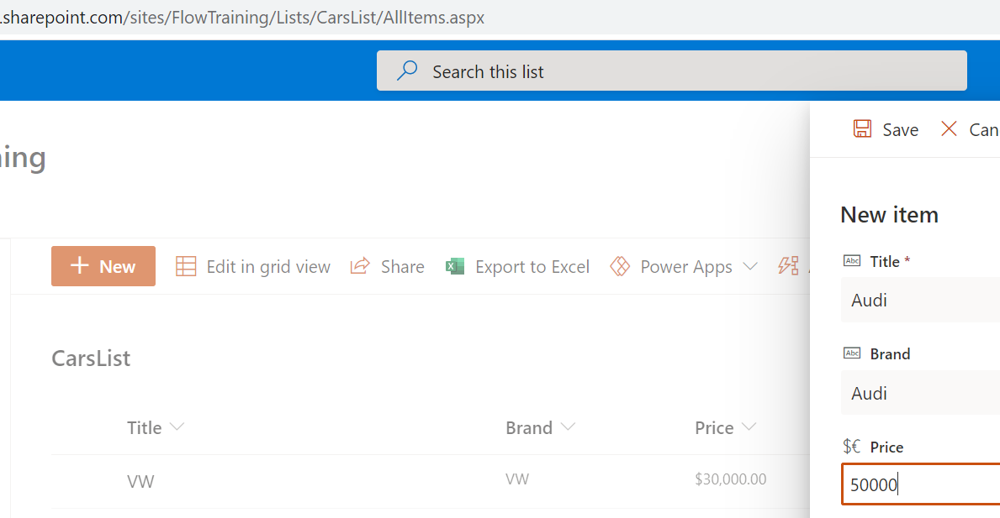 .sharepoint.com/sites/FlowTraining/Lists/CarsList/AllItems.aspx
Search this list
Save Can
ning
New item
New Edit in grid view Share Export to Excel Power Apps
Abc Title *
Audi
CarsList
Abc Brand
Audi
Title Brand Price
$€ Price
VW VW $30,000.00
50000